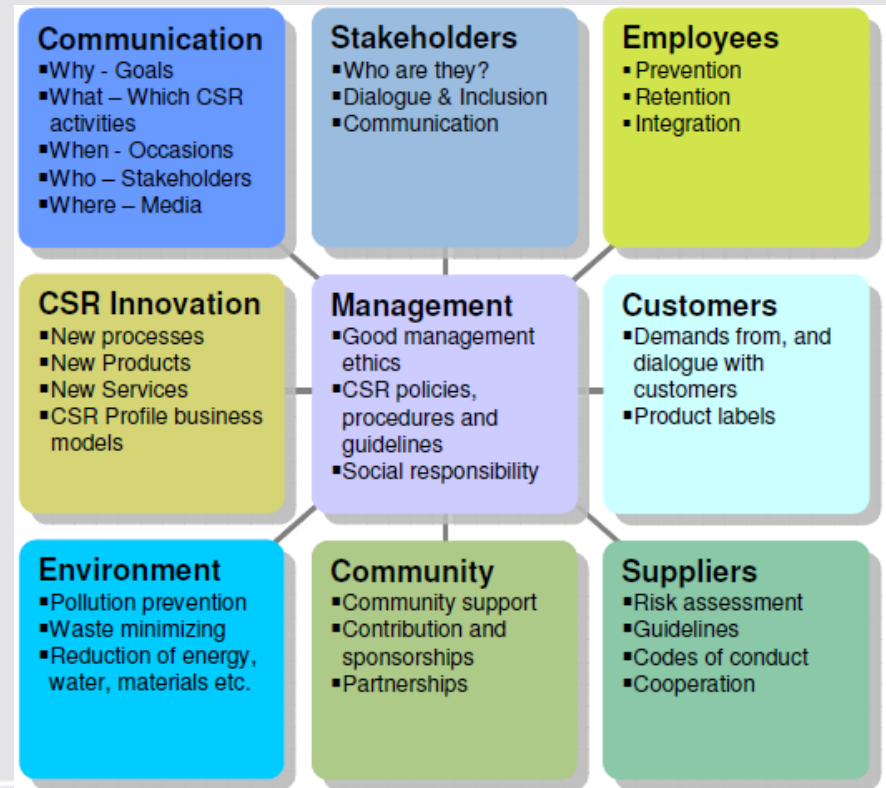 Communication
▪Why - Goals
▪What – Which CSR
activities
▪When - Occasions
▪Who – Stakeholders
▪Where – Media
Stakeholders
▪Who are they?
▪Dialogue & Inclusion
▪Communication
Employees
▪Prevention
▪Retention
▪Integration
CSR Innovation
▪New processes
▪New Products
▪New Services
▪CSR Profile business
models
Management
▪Good management
ethics
▪CSR policies,
procedures and
guidelines
▪Social responsibility
Customers
▪Demands from, and
dialogue with
customers
▪Product labels
Environment
▪Pollution prevention
▪Waste minimizing
▪Reduction of energy,
water, materials etc.
Community
▪Community support
▪Contribution and
sponsorships
▪Partnerships
Suppliers
▪Risk assessment
▪Guidelines
▪Codes of conduct
▪Cooperation